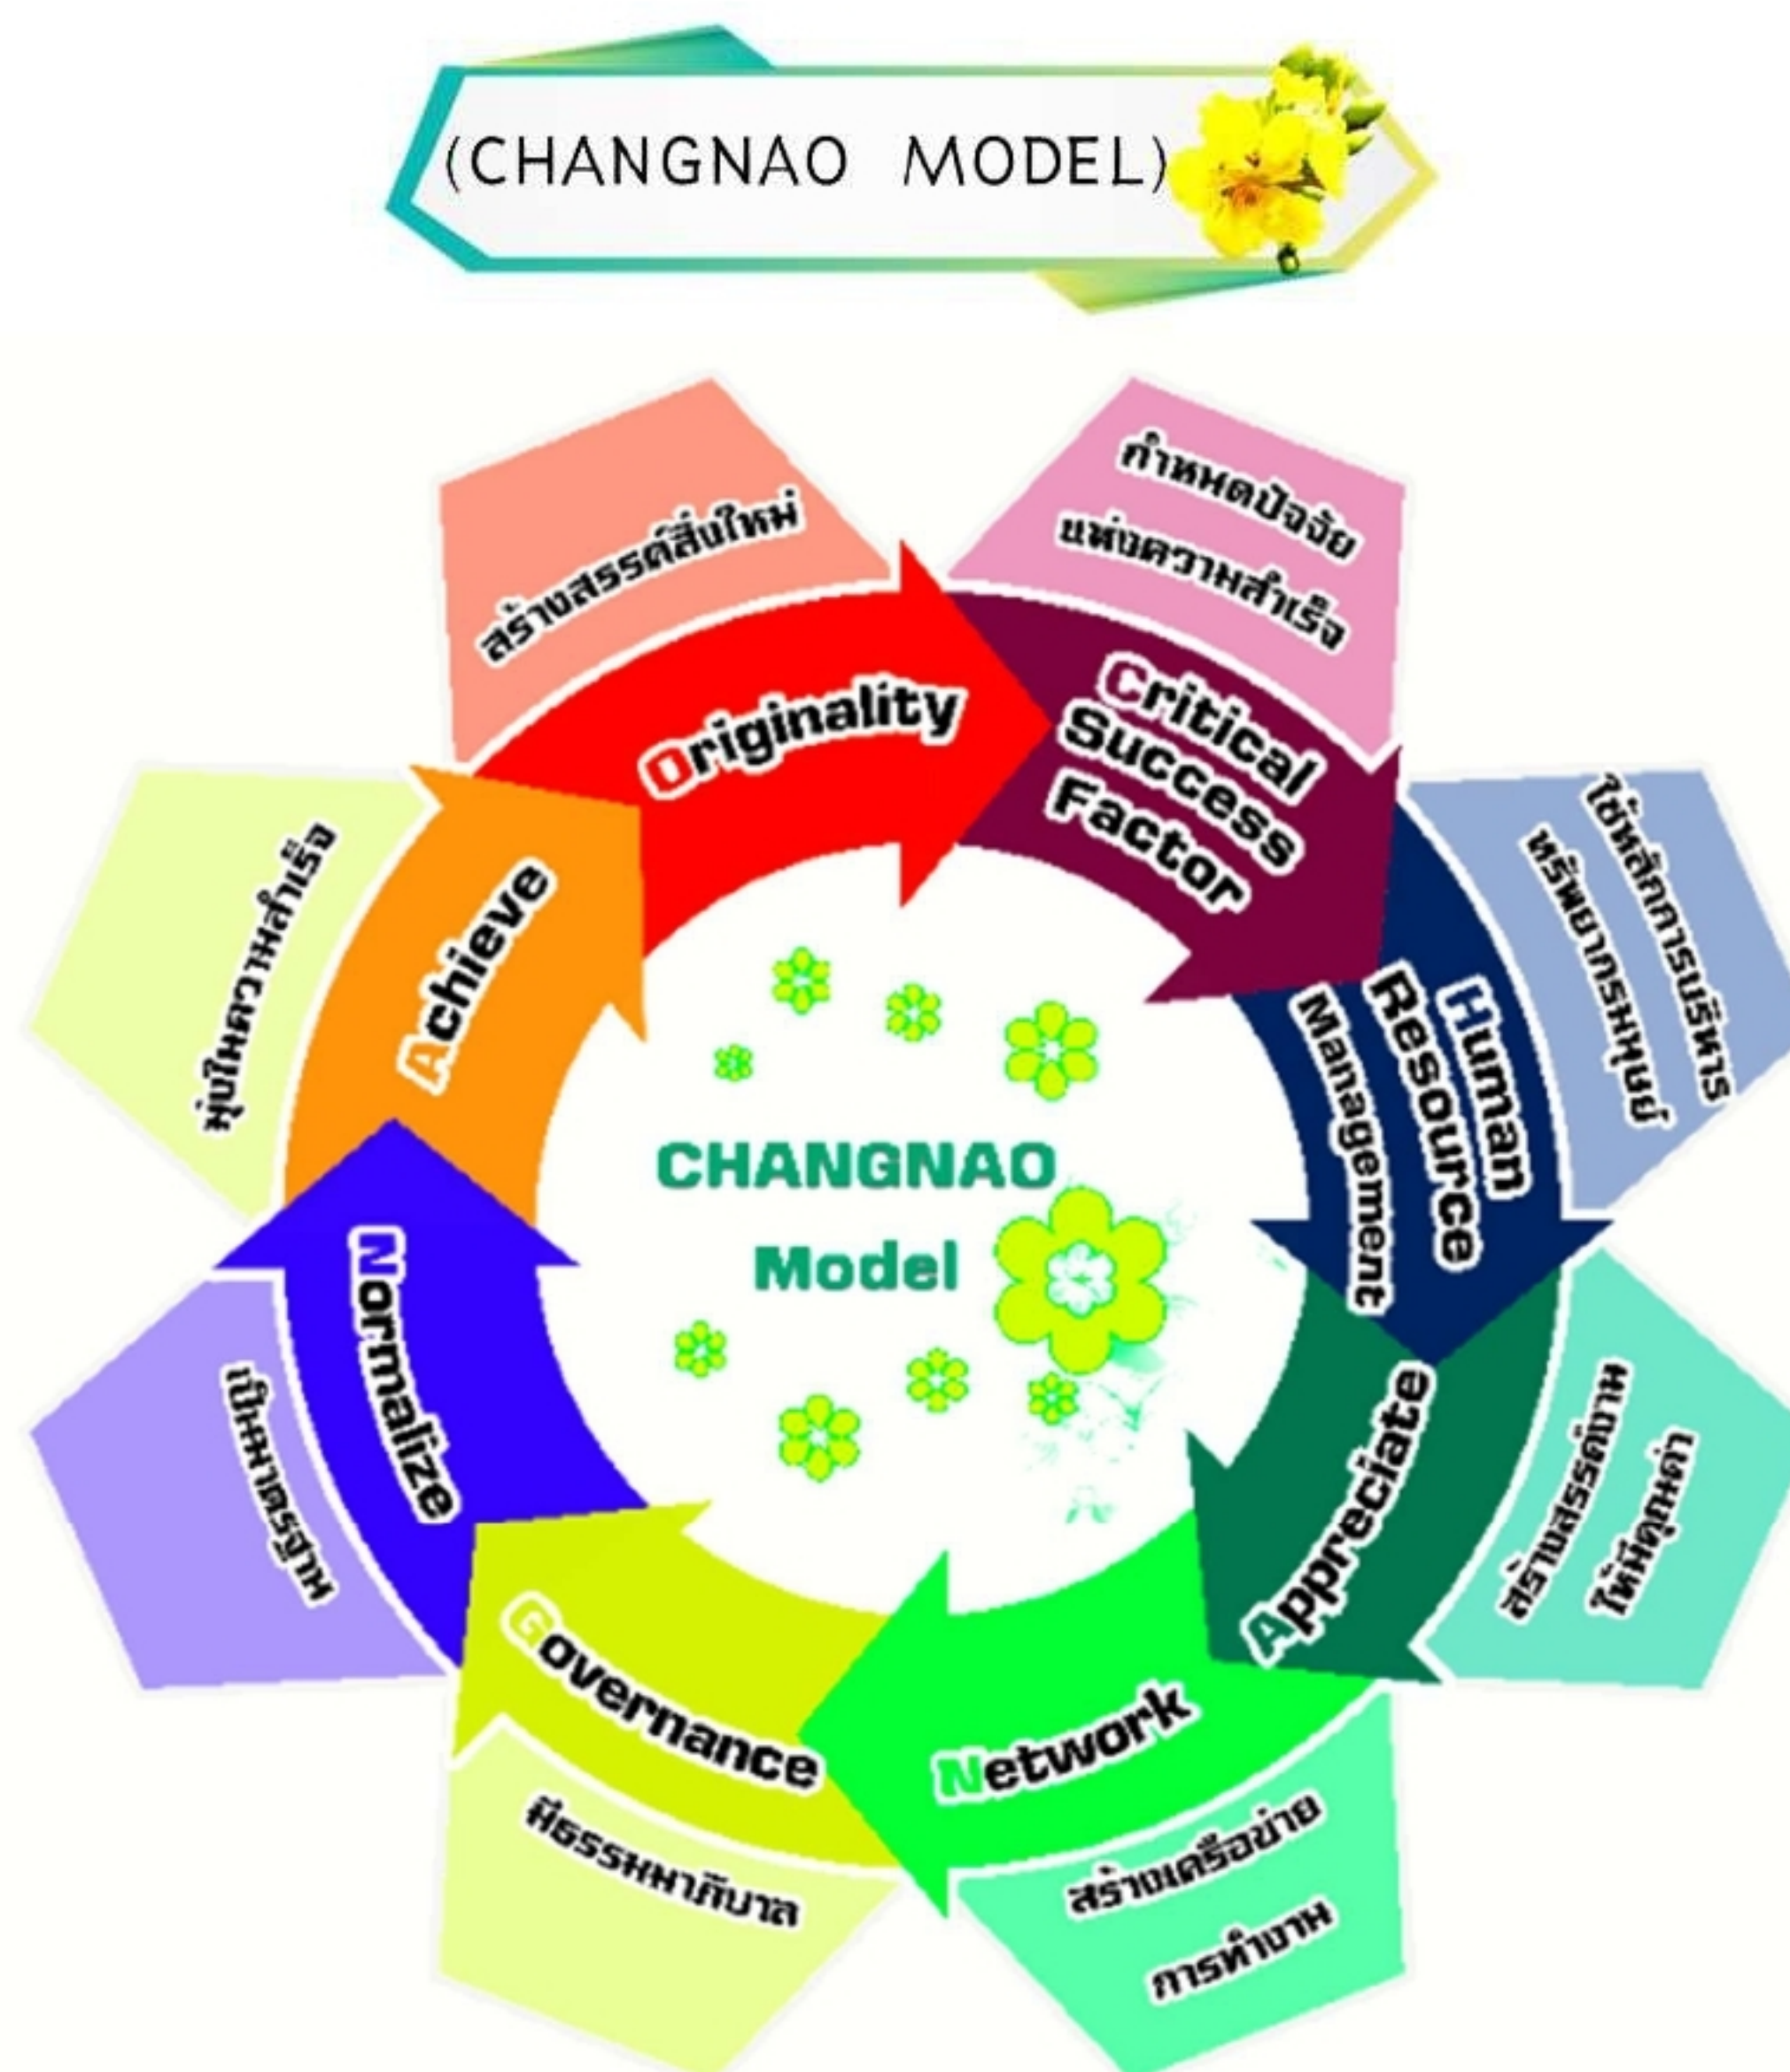 (CHANGNAO MODEL)
กำหนดปัจจัย
แห่งความสำเร็จ
Critical
Success
Factor
ใช้หลักการบริหาร
ทรัพยากรมนุษย์
Human
Resource
Management
สร้างสรรค์งาน
ให้มีคุณค่า
Appreciate
สร้างเครือข่าย
การทำงาน
Network
มีธรรมมาภิบาล
Governance
เป็นมาตรฐาน
Normalize
มุ่งในความสำเร็จ
Achieve
สร้างสรรค์สิ่งใหม่
Originality
CHANGNAO
Model